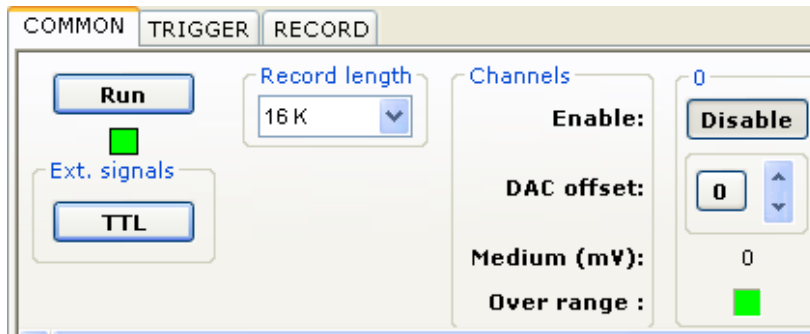 COMMON TRIGGER RECORD
Run
Record length
16 K
Ext. signals
TTL
Channels
Enable:
DAC offset:
Medium (mV):
Over range :
0
Disable
0
0